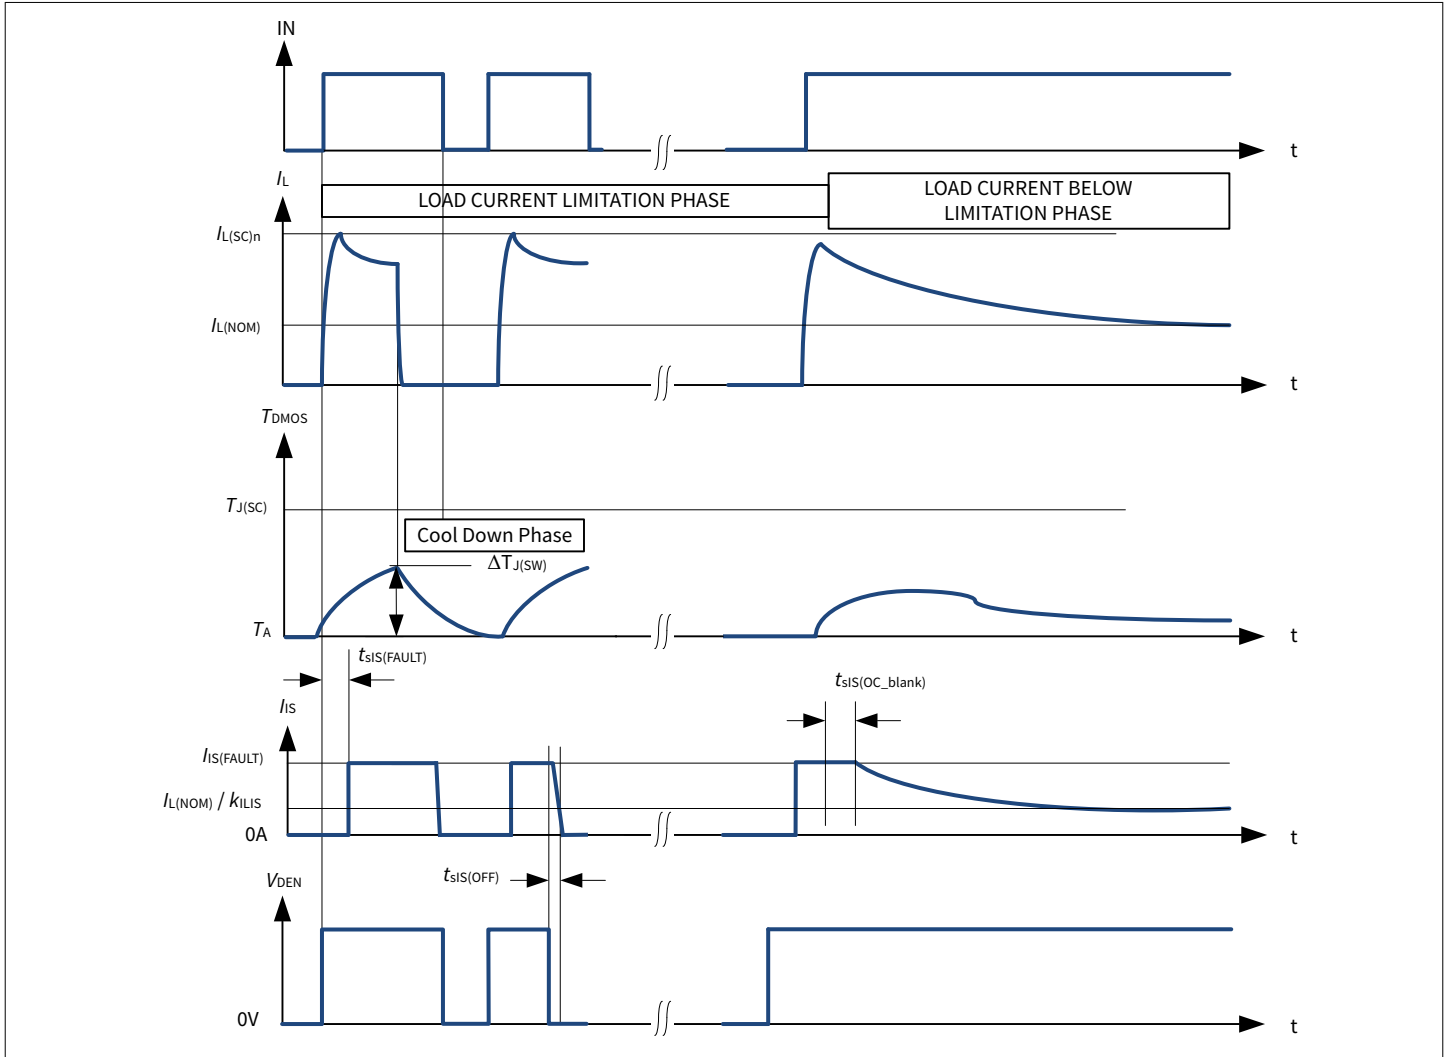 IN
t
IL
LOAD CURRENT LIMITATION PHASE
LOAD CURRENT BELOW
LIMITATION PHASE
IL(SC)n
IL(NOM)
t
TDMOS
TJ(SC)
Cool Down Phase
ΔTJ(SW)
TA
t
tsIS(FAULT)
tsIS(OC_blank)
IIS
IIS(FAULT)
IL(NOM) / kILIS
0A
t
tsIS(OFF)
VDEN
0V
t